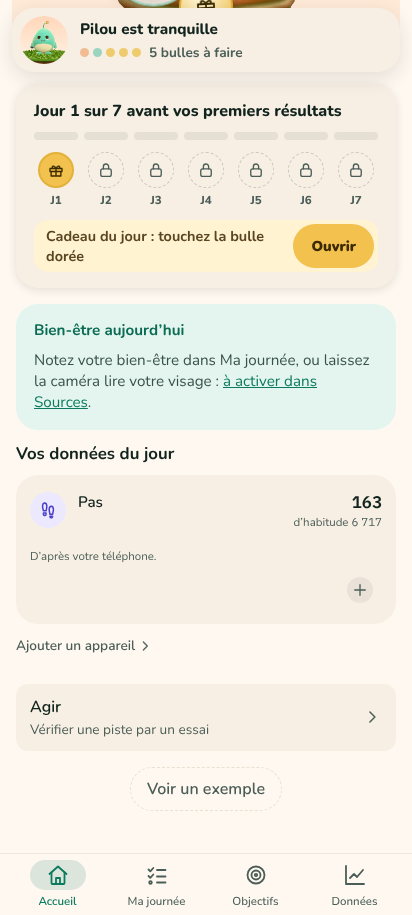 Pilou est tranquille
5 bulles à faire
Jour 1 sur 7 avant vos premiers résultats
J1 J2 J3 J4 J5 J6 J7
Cadeau du jour : touchez la bulle
dorée
Ouvrir
Bien-être aujourd’hui
Notez votre bien-être dans Ma journée, ou laissez
la caméra lire votre visage : à activer dans
Sources.
Vos données du jour
Pas
163
d’habitude 6 717
D’après votre téléphone.
Ajouter un appareil
Agir
Vérifier une piste par un essai
Voir un exemple
Accueil Ma journée Objectifs Données